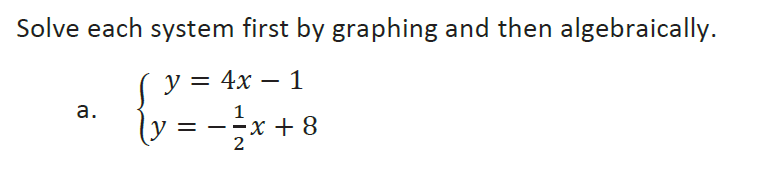 Solve each system first by graphing and then algebraically.
a. { y = 4x − 1
y = −1/2x + 8